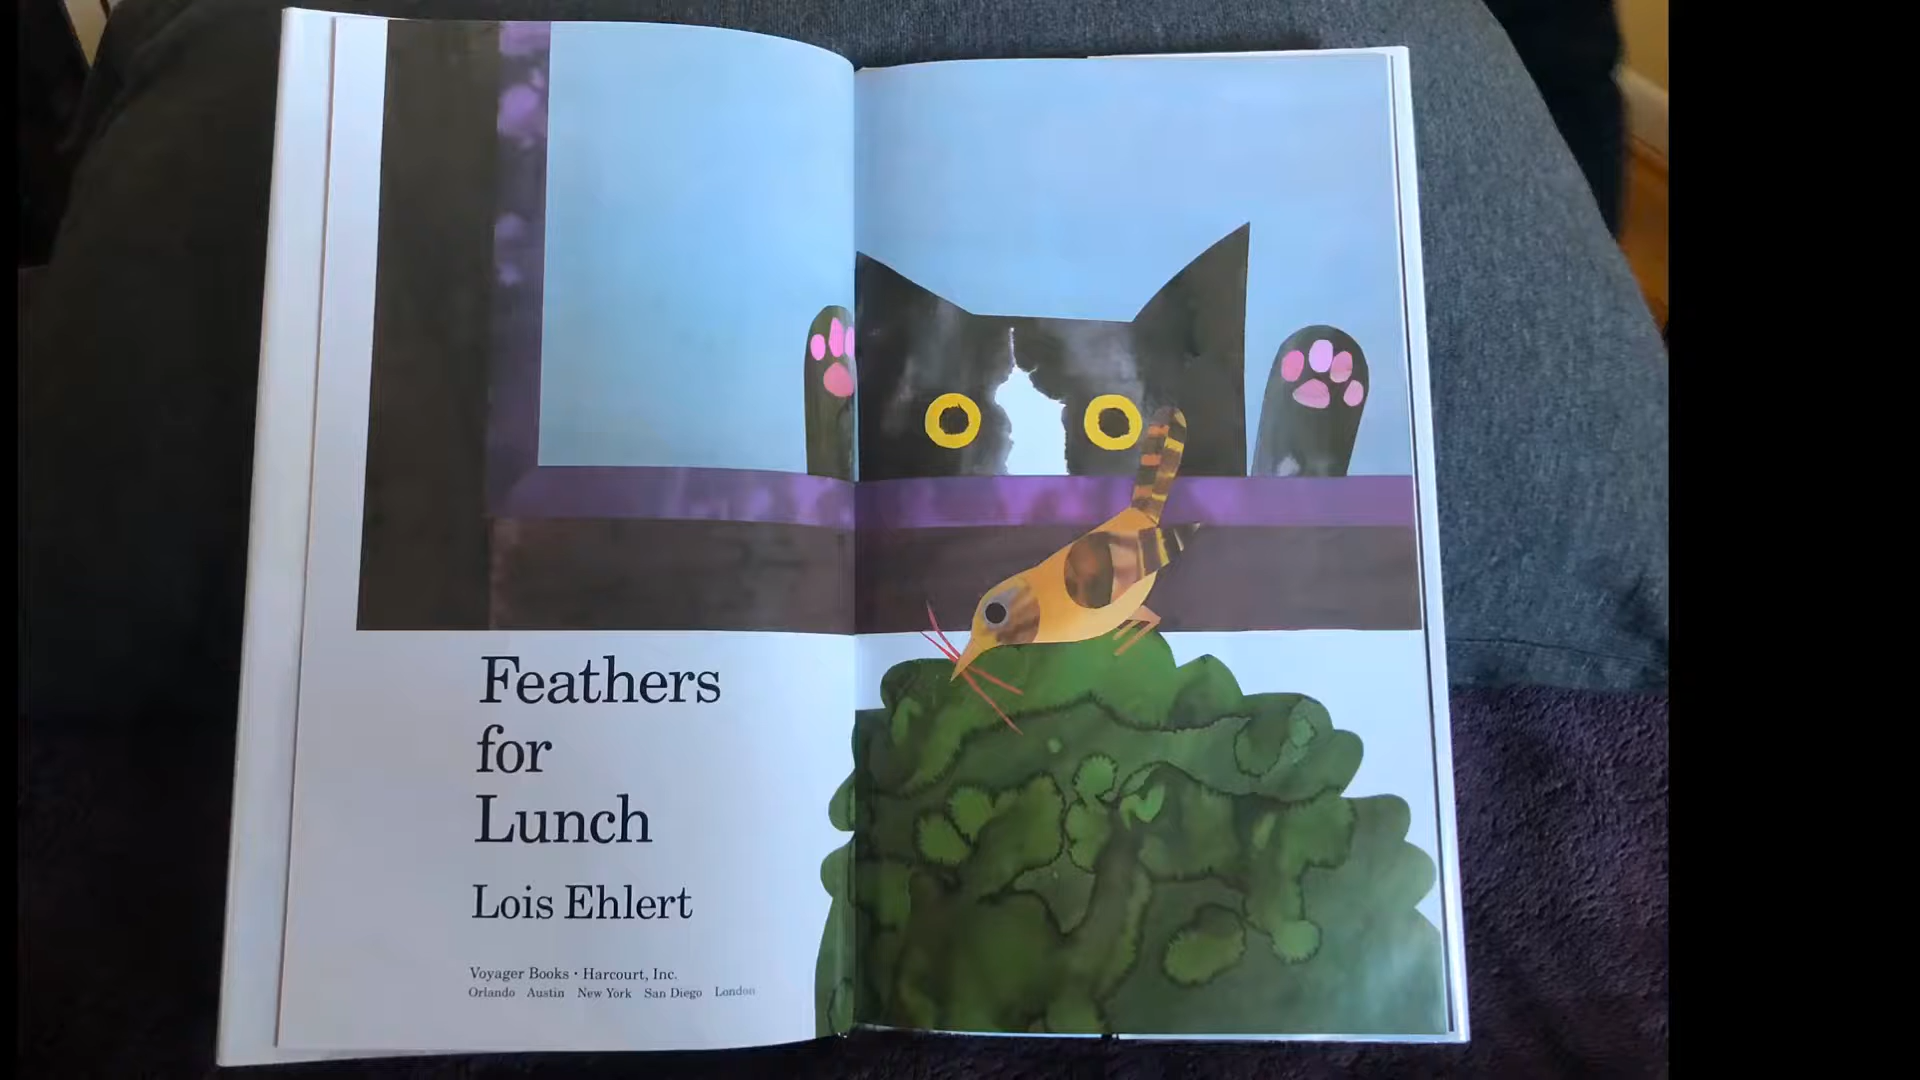 Feathers
for
Lunch
Lois Ehlert
Voyager Books • Harcourt, Inc.
Orlando Austin New York San Diego London